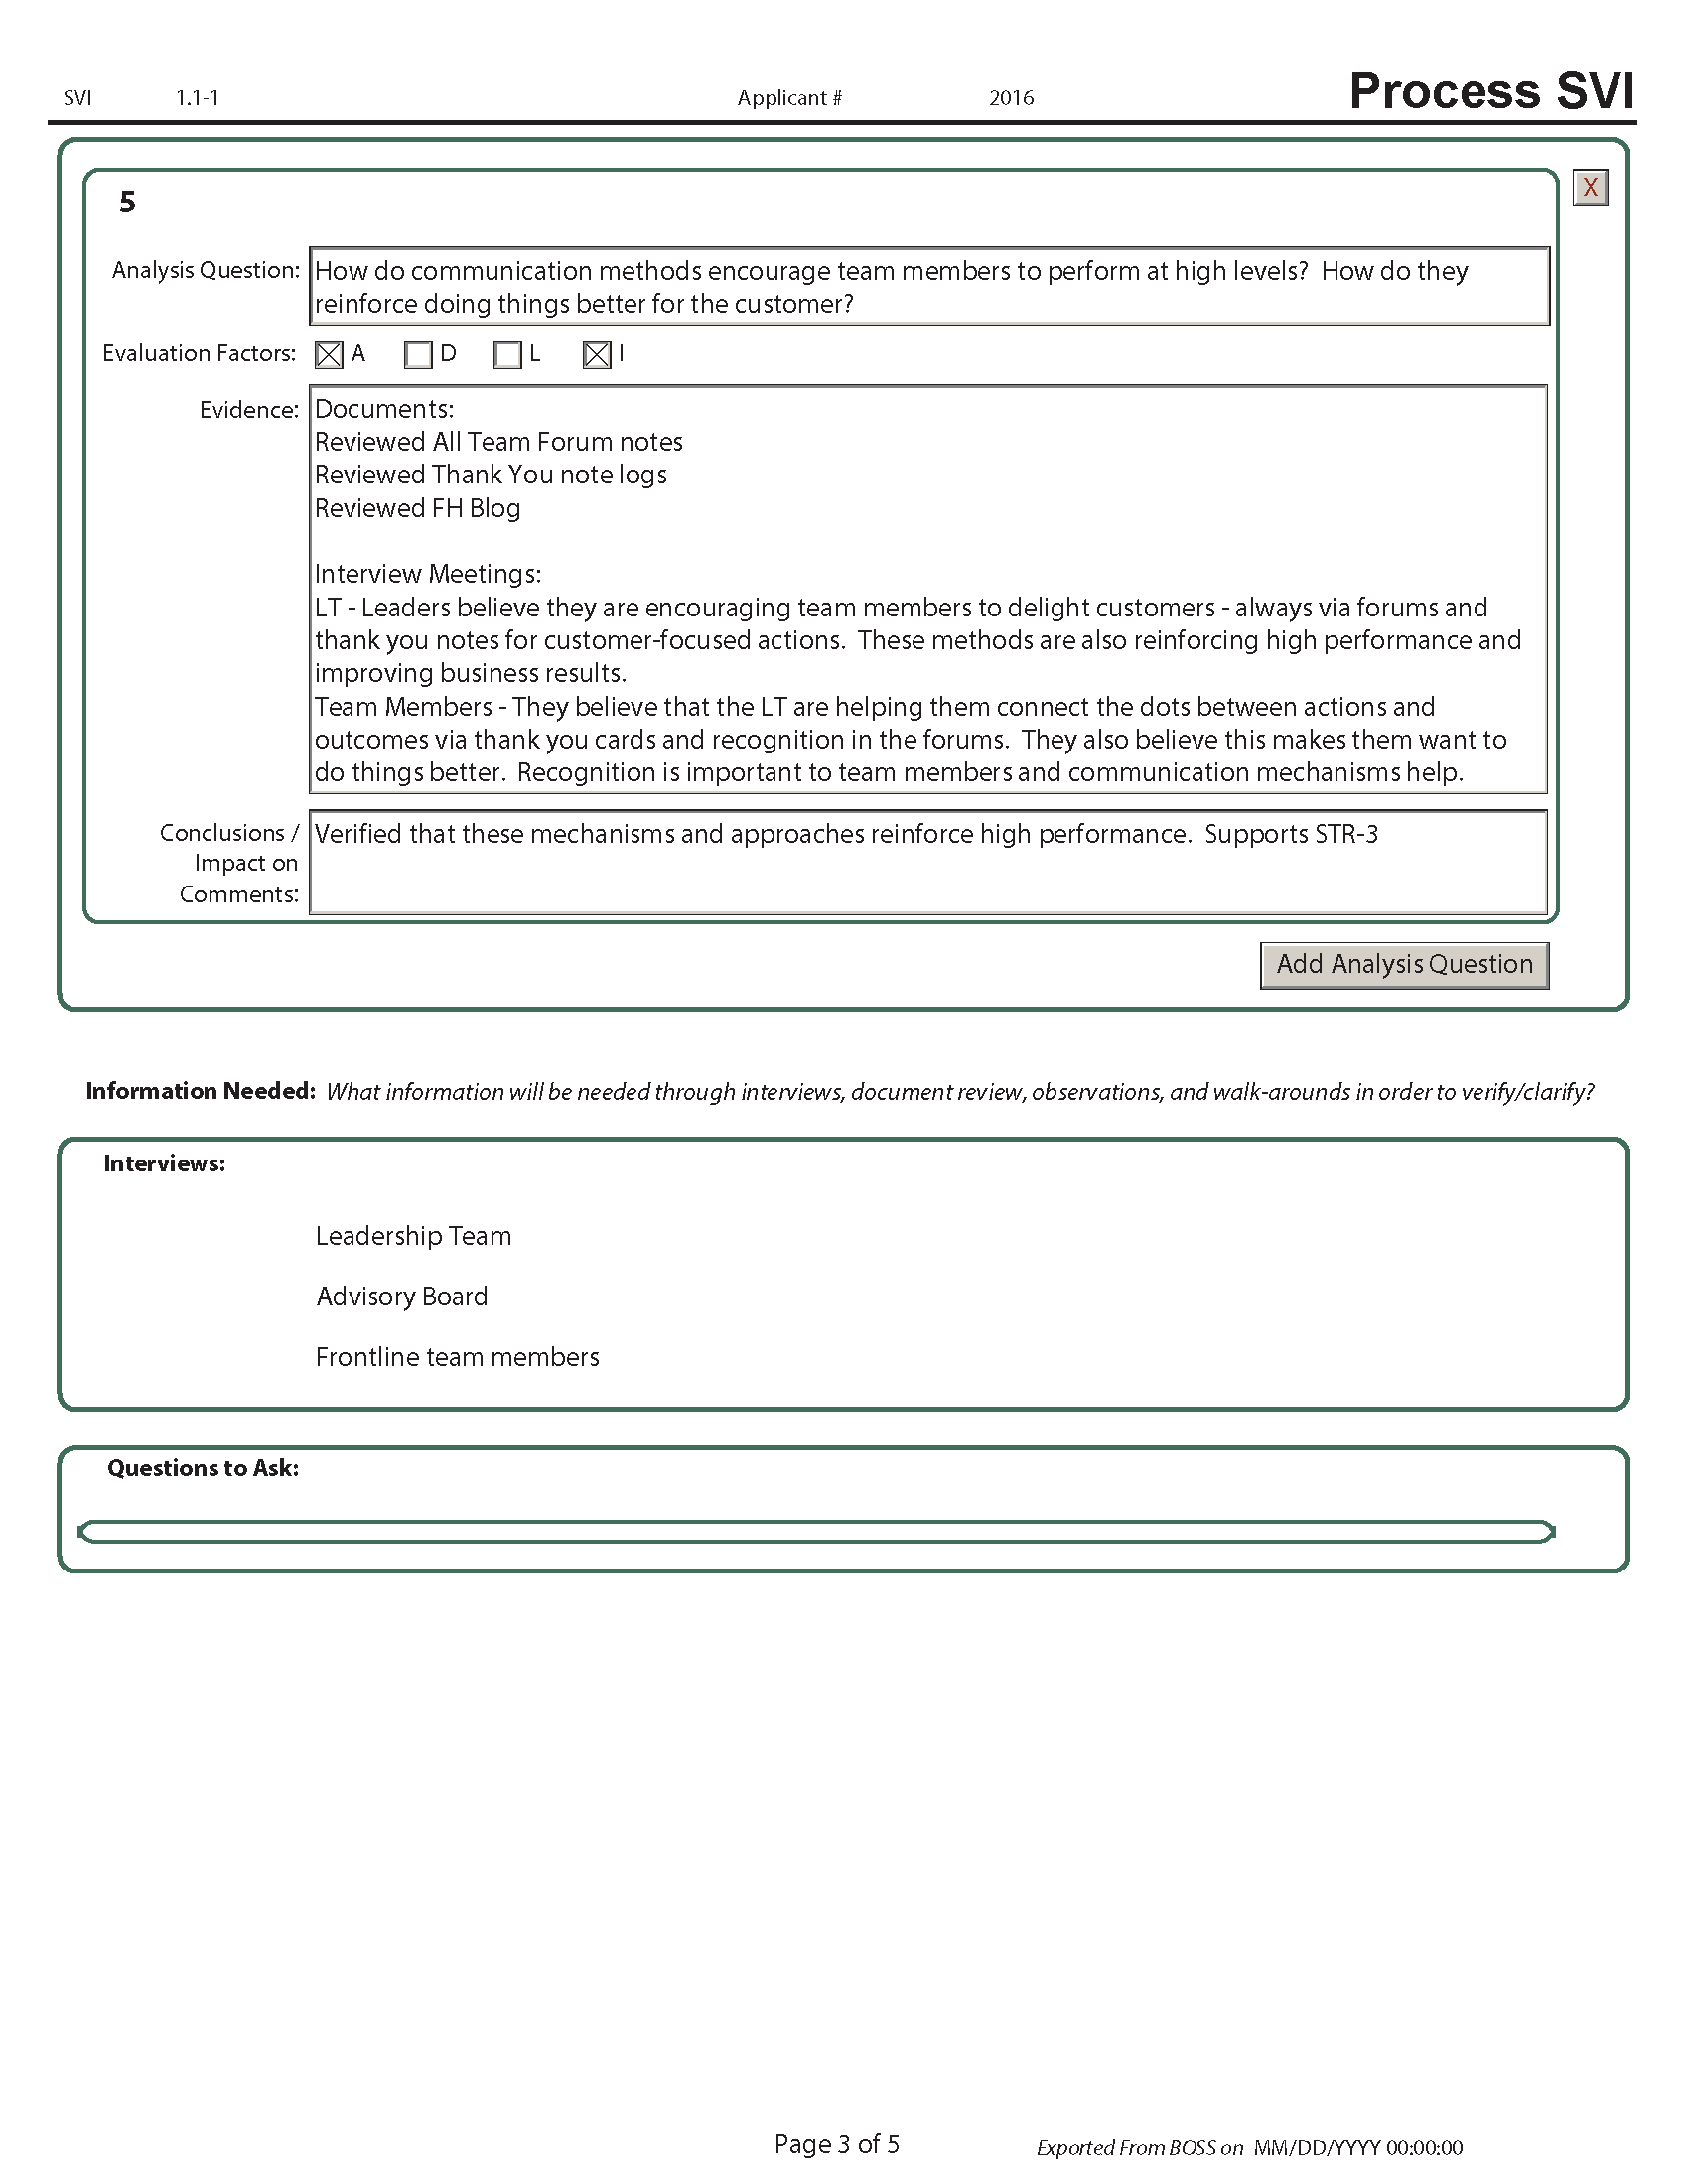 SVI 1.1-1 Applicant # 2016 Process SVI
5
X
Analysis Question: How do communication methods encourage team members to perform at high levels?  How do they
reinforce doing things better for the customer?
Evaluation Factors: A D L I
Evidence: Documents:
Reviewed All Team Forum notes
Reviewed Thank You note logs
Reviewed FH Blog
Interview Meetings:
LT - Leaders believe they are encouraging team members to delight customers - always via forums and
thank you notes for customer-focused actions.  These methods are also reinforcing high performance and
improving business results.
Team Members - They believe that the LT are helping them connect the dots between actions and
outcomes via thank you cards and recognition in the forums.  They also believe this makes them want to
do things better.  Recognition is important to team members and communication mechanisms help.
Conclusions / Verified that these mechanisms and approaches reinforce high performance.  Supports STR-3
Impact on
Comments:
Add Analysis Question
Information Needed: What information will be needed through interviews, document review, observations, and walk-arounds in order to verify/clarify?
Interviews:
Leadership Team
Advisory Board
Frontline team members
Questions to Ask:
Page 3 of 5 Exported From BOSS on MM/DD/YYYY 00:00:00